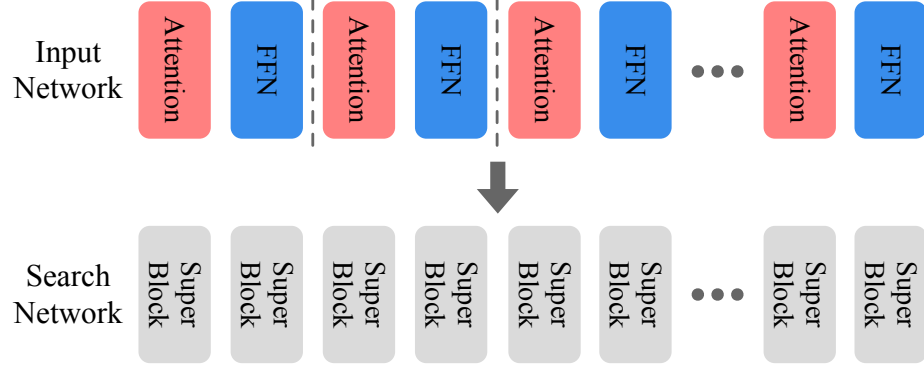 Input
Network
Attention
FFN
Attention
FFN
Attention
FFN
Attention
FFN
Search
Network
Super
Block
Super
Block
Super
Block
Super
Block
Super
Block
Super
Block
Super
Block
Super
Block